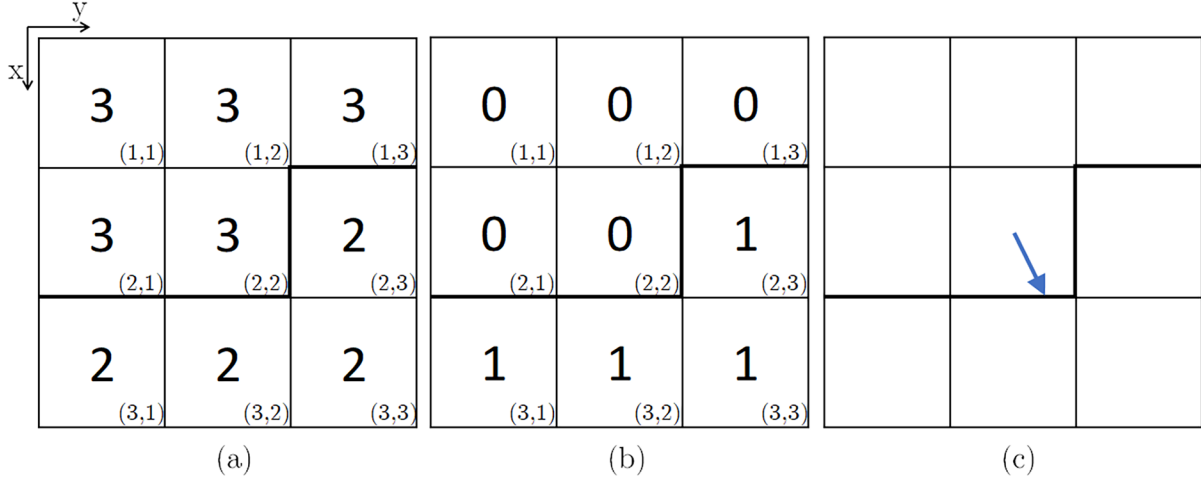 y
x
3 3 3 0 0 0
(1,1) (1,2) (1,3) (1,1) (1,2) (1,3)
3 3 2 0 0 1
(2,1) (2,2) (2,3) (2,1) (2,2) (2,3)
2 2 2 1 1 1
(3,1) (3,2) (3,3) (3,1) (3,2) (3,3)
(a) (b) (c)